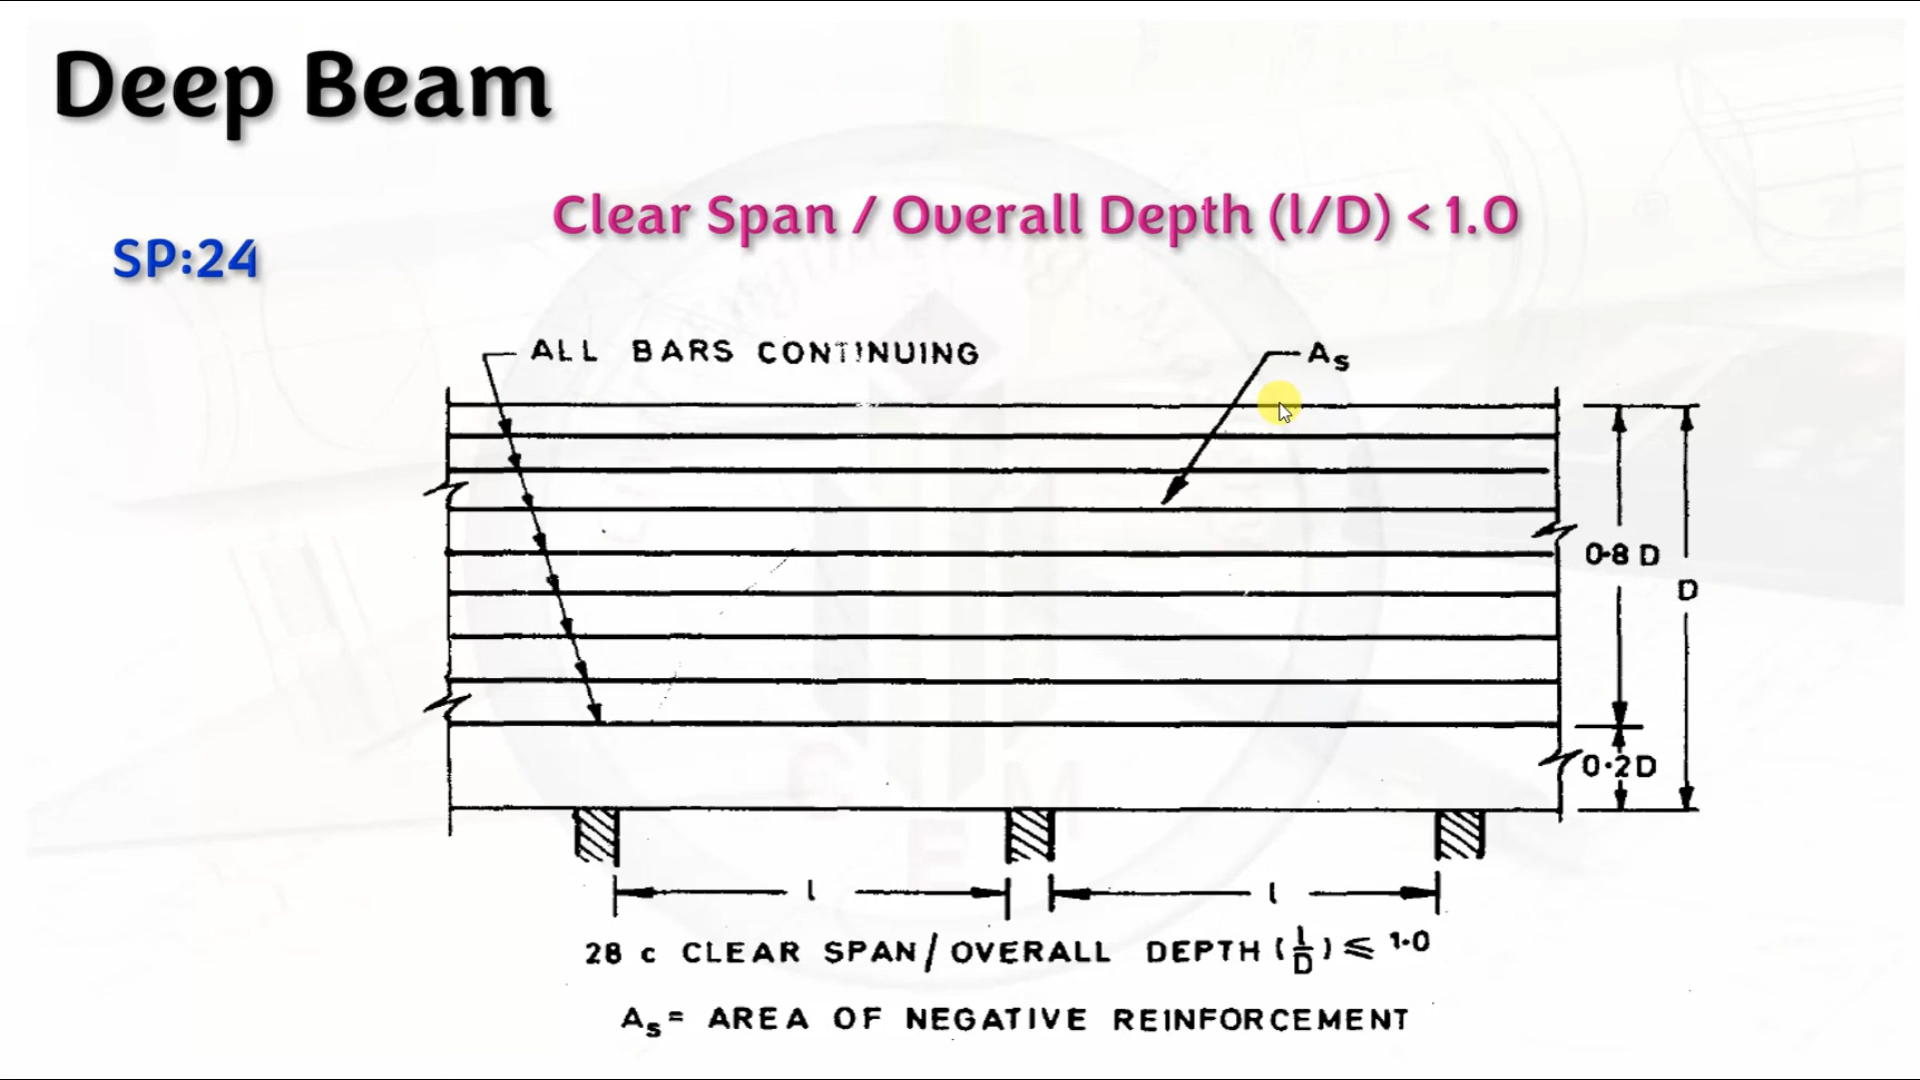 Deep Beam
Clear Span / Overall Depth (l/D) < 1.0
SP:24
ALL BARS CONTINUING
As
0.8 D
D
0.2 D
l
l
28 c CLEAR SPAN/OVERALL DEPTH (l/D) ≤ 1.0
As = AREA OF NEGATIVE REINFORCEMENT
C M
E